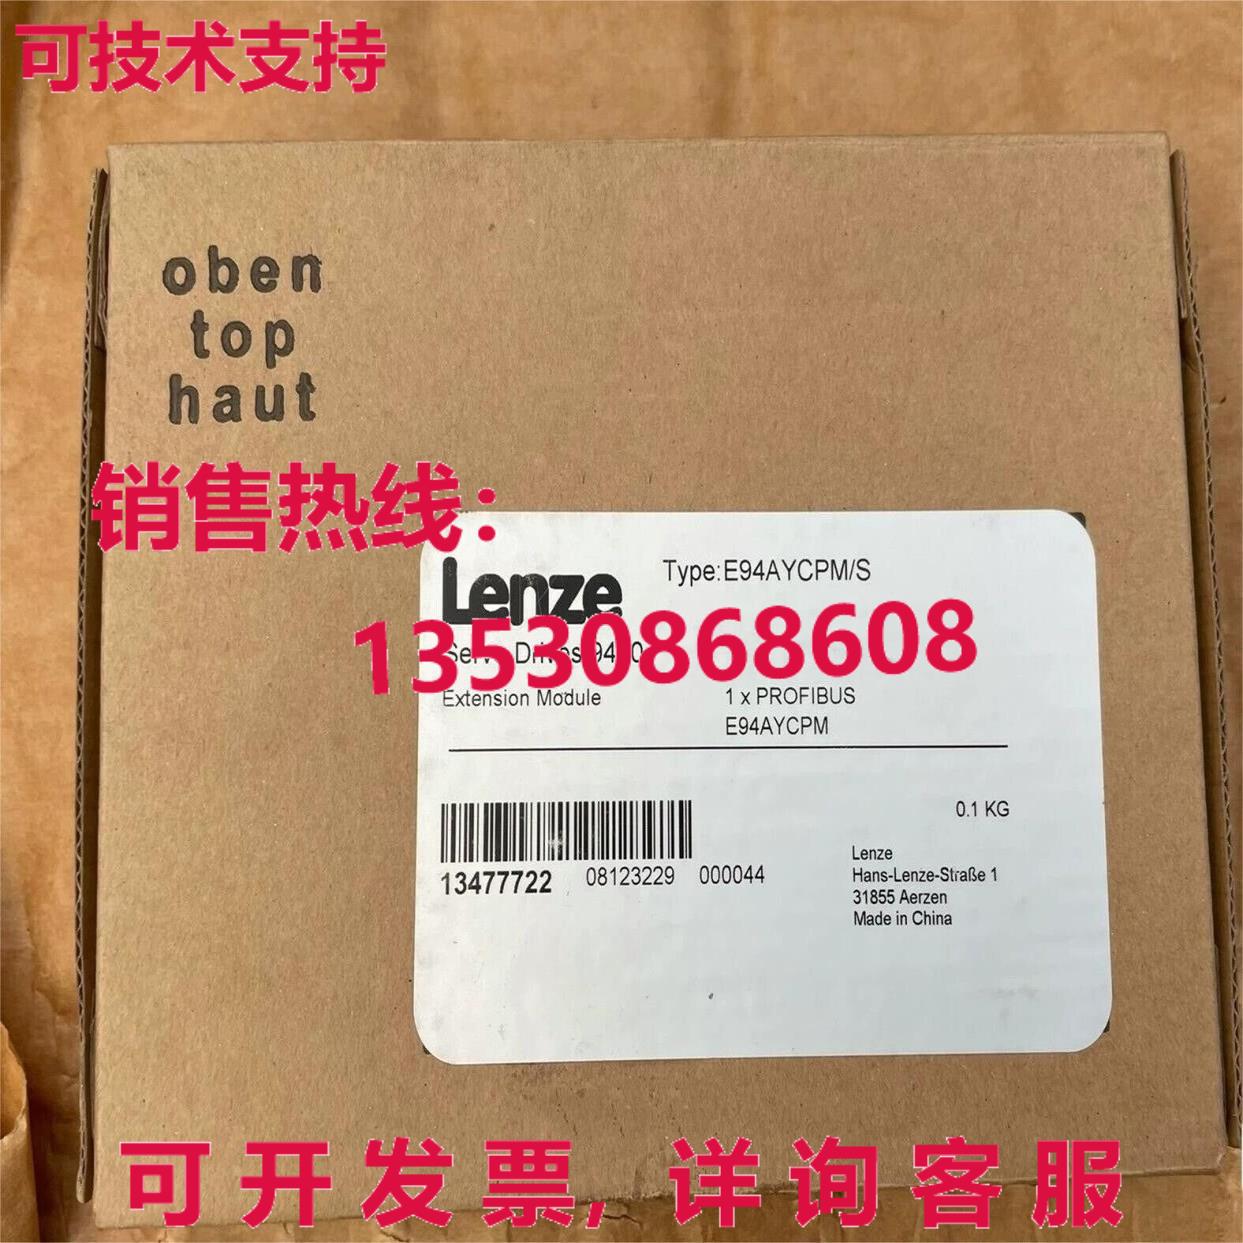 可技术支持
oben
top
haut
销售热线:
Lenze Type:E94AYCPM/S
13530868608
Drives
Extension Module 1 x PROFIBUS
E94AYCPM
0.1 KG
13477722 08123229 000044
Lenze
Hans-Lenze-Straße 1
31855 Aerzen
Made in China
可开发票,详询客服